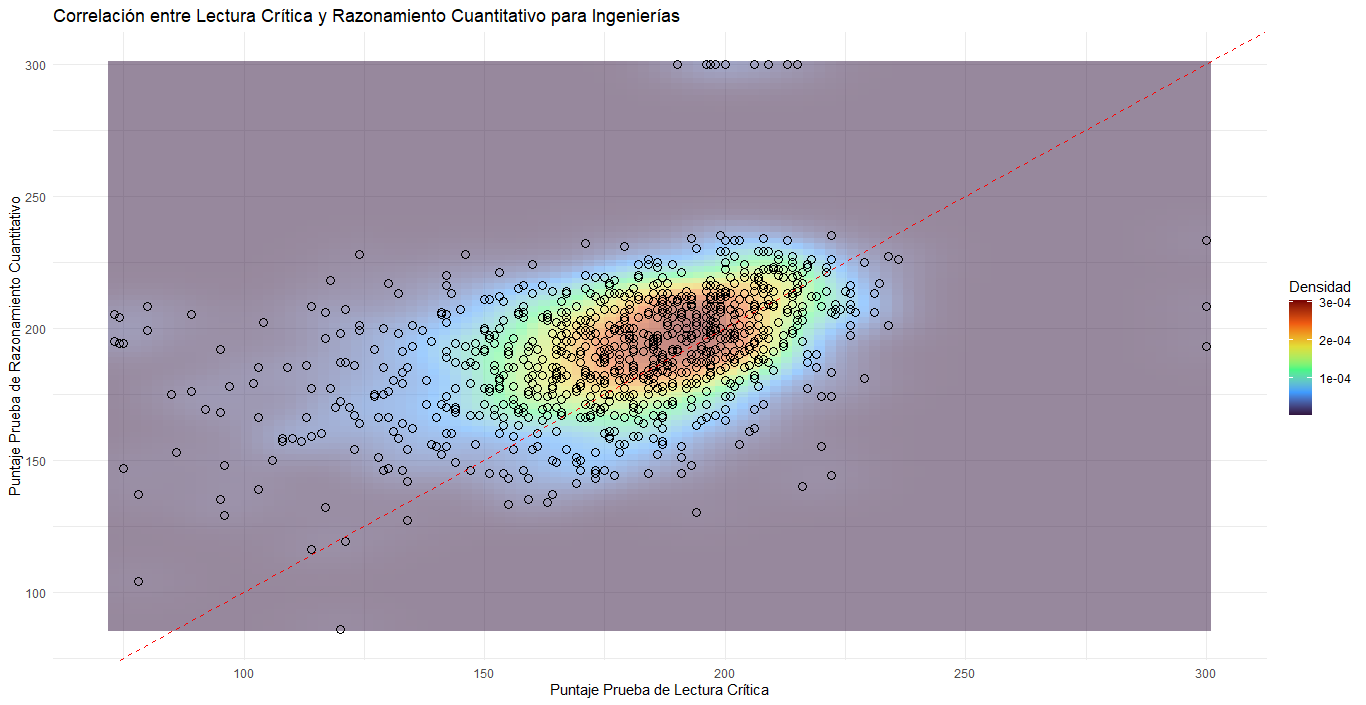 Correlación entre Lectura Crítica y Razonamiento Cuantitativo para Ingenierías
Puntaje Prueba de Razonamiento Cuantitativo
300
250
200
150
100
100
150
200
250
300
Puntaje Prueba de Lectura Crítica
Densidad
3e-04
2e-04
1e-04